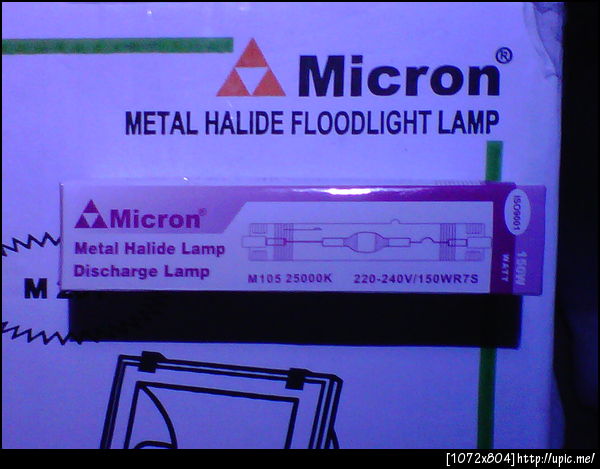 Micron®
METAL HALIDE FLOODLIGHT LAMP
Micron®
Metal Halide Lamp
Discharge Lamp
M105 25000K 220-240V/150WR7S
ISO9001
150W
WATT
M
[1072x804]http://upic.me/